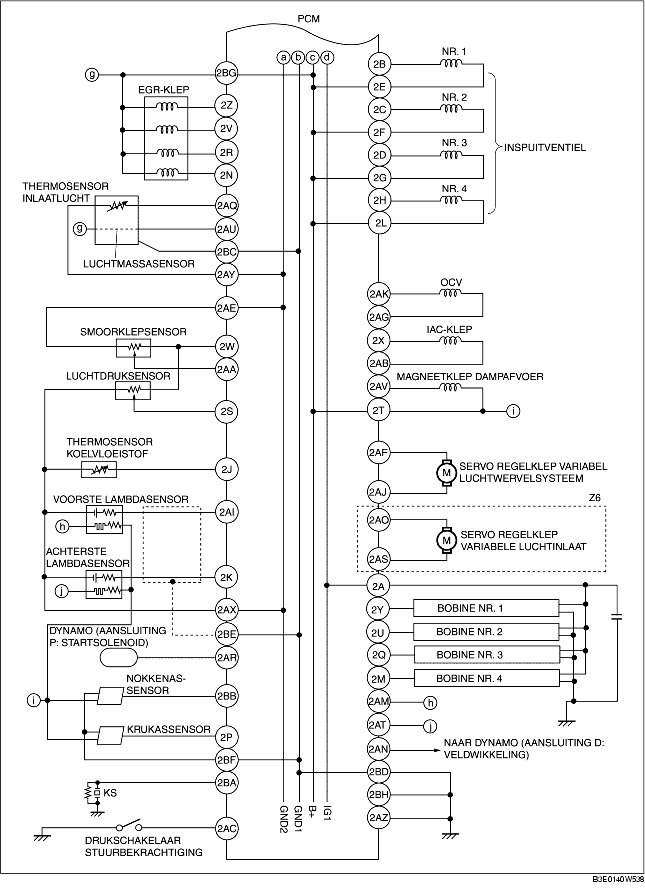 PCM
a b c d
g
2BG
EGR-KLEP
2Z
2V
2R
2N
THERMOSENSOR
INLAATLUCHT
2AQ
g
2AU
2BC
LUCHTMASSASENSOR
2AY
2AE
SMOORKLEPSENSOR
2W
2AA
LUCHTDRUKSENSOR
2S
THERMOSENSOR
KOELVLOEISTOF
2J
VOORSTE LAMBDASENSOR
2AI
h
ACHTERSTE
LAMBDASENSOR
2K
j
2AX
DYNAMO (AANSLUITING
P: STARTSOLENOID)
2BE
2AR
NOKKENAS-
SENSOR
i
2BB
KRUKASSENSOR
2P
2BF
2BA
KS
2AC
DRUKSCHAKELAAR
STUURBEKRACHTIGING
GND2
GND1
B+
IG1
2B
NR. 1
2E
2C
NR. 2
2F
INSPUITVENTIEL
2D
NR. 3
2G
2H
NR. 4
2L
2AK
OCV
2AG
2X
IAC-KLEP
2AB
2AV
MAGNEETKLEP DAMPAFVOER
2T
i
2AF
M
SERVO REGELKLEP VARIABEL
LUCHTWERVELSYSTEEM
2AJ
Z6
2AO
M
SERVO REGELKLEP
VARIABELE LUCHTINLAAT
2AS
2A
2Y
BOBINE NR. 1
2U
BOBINE NR. 2
2Q
BOBINE NR. 3
2M
BOBINE NR. 4
2AM
h
2AT
j
2AN
NAAR DYNAMO (AANSLUITING D:
VELDWIKKELING)
2BD
2BH
2AZ
B3E0140W538